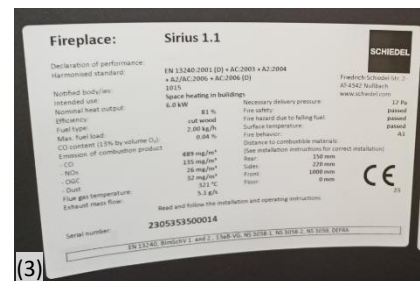 Fireplace: Sirius 1.1
SCHIEDEL
Declaration of performance:
Harmonised standard: EN 13240:2001 (D) + AC:2003 + A2:2004
+ A2/AC:2006 + AC:2006 (D)
Friedrich-Schiedel-Str. 2-
AT-4542 Nußbach
www.schiedel.com
Notified body/ies: 1015
Intended use: Space heating in buildings
Nominal heat output: 6.0 kW
Efficiency: 81 %
Fuel type: cut wood
Max. fuel load: 2.00 kg/h
CO content (13% by volume O₂): 0.04 %
Emission of combustion product
- CO 489 mg/m³
- NOx 135 mg/m³
- OGC 26 mg/m³
- Dust 32 mg/m³
Flue gas temperature: 321 °C
Exhaust mass flow: 5.1 g/s
Necessary delivery pressure: 12 Pa
Fire safety: passed
Fire hazard due to falling fuel: passed
Surface temperature: passed
Fire behavior: A1
Distance to combustible materials:
(See installation instructions for correct installation)
Rear: 150 mm
Sides: 220 mm
Front: 1000 mm
Floor: 0 mm
CE
Read and follow the installation and operating instructions
Serial number: 2305353500014
EN 13240, BImSchV 1. and 2., 15aB-VG, NS 3058-1, NS 3058-2, NS 3059, DEFRA
(3)